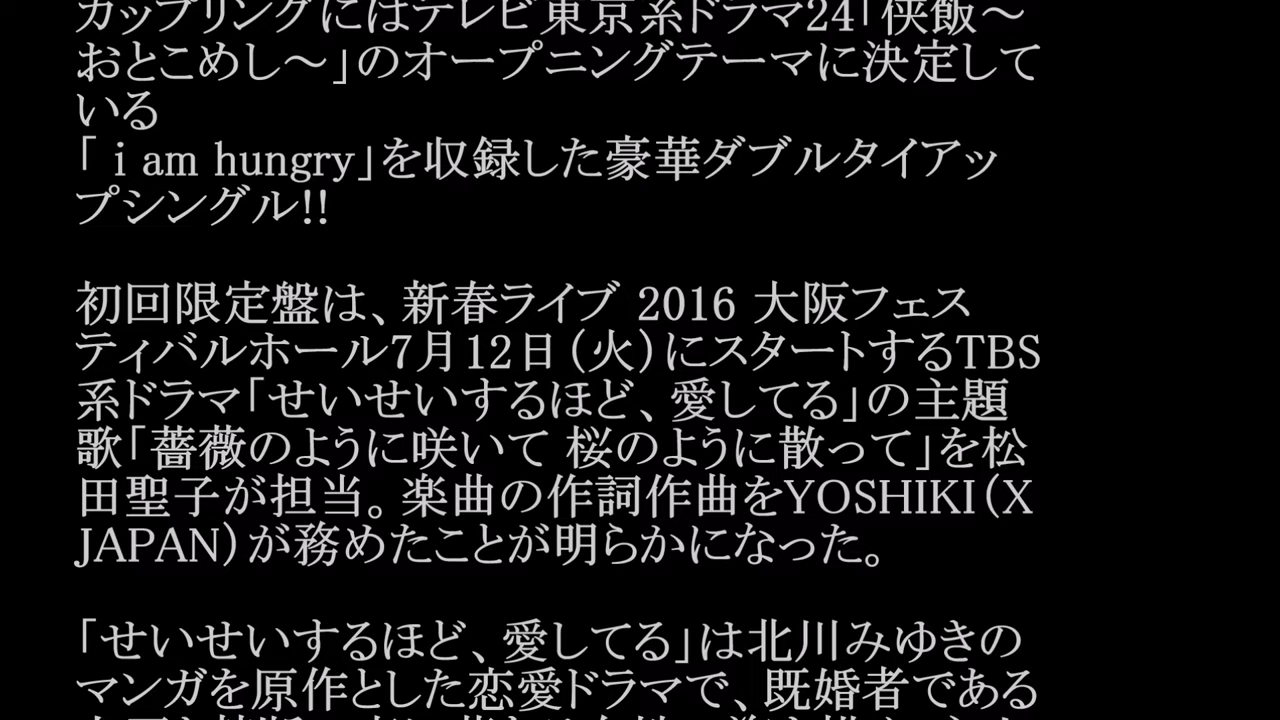 カップリングにはテレビ東京系ドラマ24「侠飯～
おとこめし～」のオープニングテーマに決定して
いる
「 i am hungry」を収録した豪華ダブルタイアッ
プシングル!!
初回限定盤は、新春ライブ 2016 大阪フェス
ティバルホール7月12日（火）にスタートするTBS
系ドラマ「せいせいするほど、愛してる」の主題
歌「薔薇のように咲いて 桜のように散って」を松
田聖子が担当。楽曲の作詞作曲をYOSHIKI（X
JAPAN）が務めたことが明らかになった。
「せいせいするほど、愛してる」は北川みゆきの
マンガを原作とした恋愛ドラマで、既婚者である